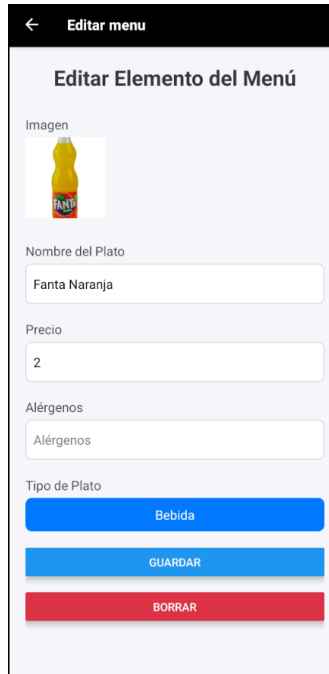 Editar menu
Editar Elemento del Menú
Imagen
FANTA
Nombre del Plato
Fanta Naranja
Precio
2
Alérgenos
Alérgenos
Tipo de Plato
Bebida
GUARDAR
BORRAR